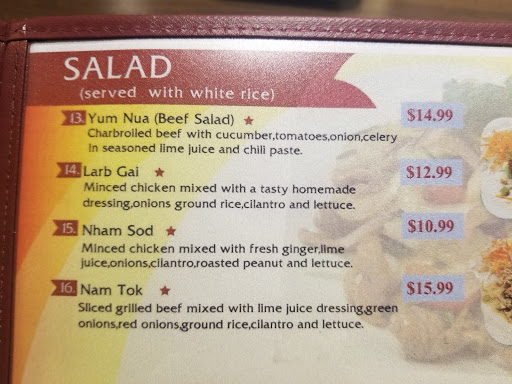 SALAD
(served with white rice)
13. Yum Nua (Beef Salad) ★ $14.99
Charbroiled beef with cucumber,tomatoes,onion,celery
in seasoned lime juice and chili paste.
14. Larb Gai ★ $12.99
Minced chicken mixed with a tasty homemade
dressing,onions ground rice,cilantro and lettuce.
15. Nham Sod ★ $10.99
Minced chicken mixed with fresh ginger,lime
juice,onions,cilantro,roasted peanut and lettuce.
16. Nam Tok ★ $15.99
Sliced grilled beef mixed with lime juice dressing,green
onions,red onions,ground rice,cilantro and lettuce.